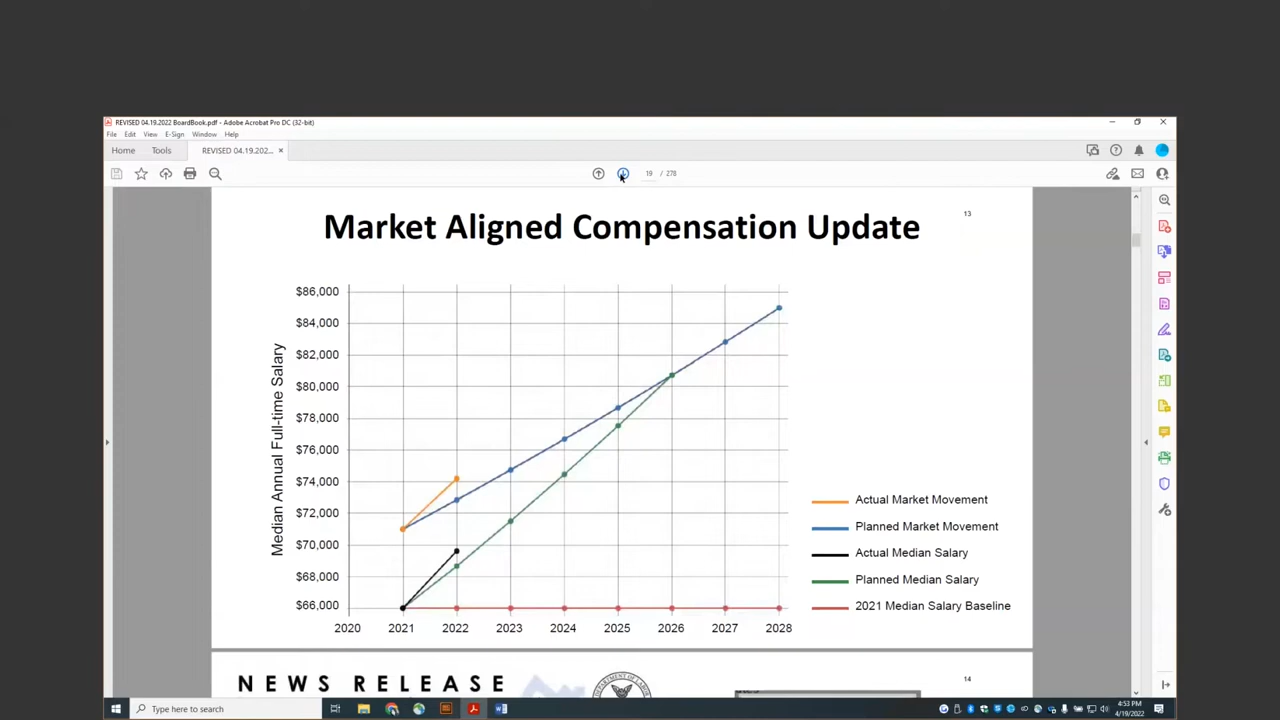 REVISED 04.19.2022 BoardBook.pdf - Adobe Acrobat Pro DC (32-bit)
File Edit View E-Sign Window Help
Home Tools REVISED 04.19.202... ×
19 / 278
13
Market Aligned Compensation Update
$86,000
$84,000
$82,000
$80,000
$78,000
$76,000
$74,000
$72,000
$70,000
$68,000
$66,000
Median Annual Full-time Salary
2020 2021 2022 2023 2024 2025 2026 2027 2028
Actual Market Movement
Planned Market Movement
Actual Median Salary
Planned Median Salary
2021 Median Salary Baseline
NEWS RELEASE
14
Type here to search
4:53 PM
4/19/2022